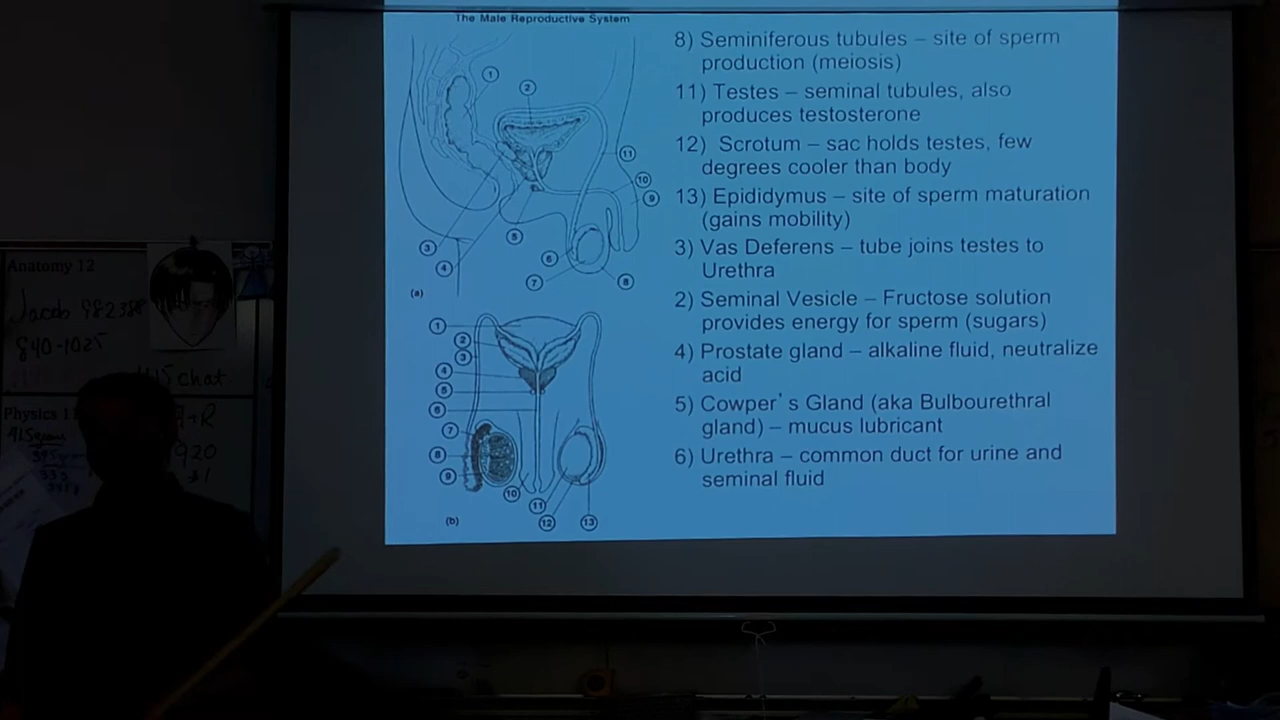 The Male Reproductive System
8) Seminiferous tubules – site of sperm
production (meiosis)
11) Testes – seminal tubules, also
produces testosterone
12) Scrotum – sac holds testes, few
degrees cooler than body
13) Epididymus – site of sperm maturation
(gains mobility)
3) Vas Deferens – tube joins testes to
Urethra
2) Seminal Vesicle – Fructose solution
provides energy for sperm (sugars)
4) Prostate gland – alkaline fluid, neutralize
acid
5) Cowper's Gland (aka Bulbourethral
gland) – mucus lubricant
6) Urethra – common duct for urine and
seminal fluid
1
2
11
10
9
3
5
4
6
7
8
(a)
1
2
3
4
5
6
7
8
9
10
11
12
13
(b)
Anatomy 12
Jacob
840-1025
chat
Physics
920